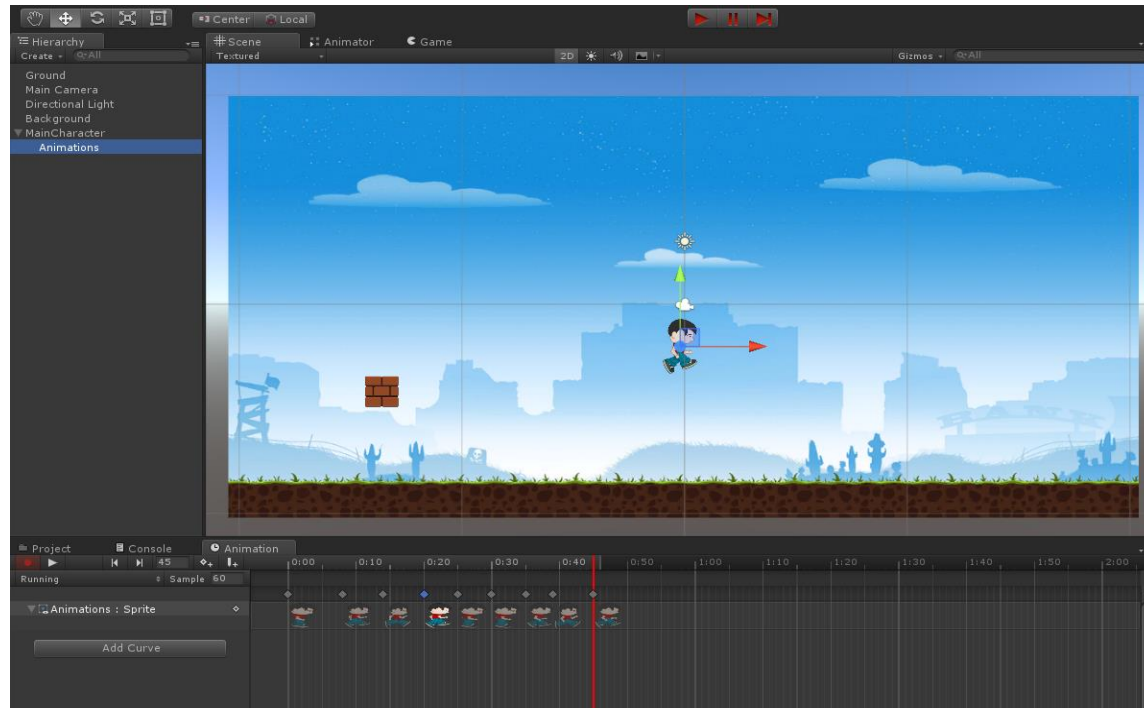 Center Local
Hierarchy
Create All
Ground
Main Camera
Directional Light
Background
MainCharacter
Animations
Scene Animator Game
Textured 2D Gizmos All
Project Console Animation
45 0:00 0:10 0:20 0:30 0:40 0:50 1:00 1:10 1:20 1:30 1:40 1:50 2:00
Running Sample 60
Animations : Sprite
Add Curve